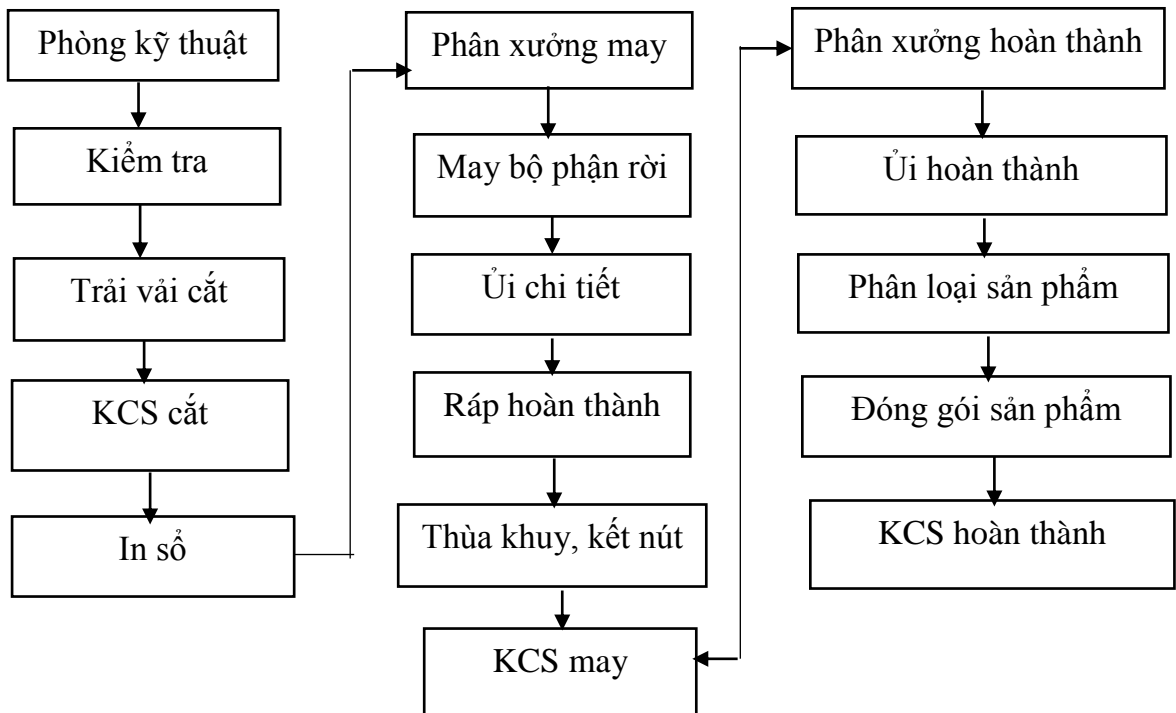 Phòng kỹ thuật
Kiểm tra
Trải vải cắt
KCS cắt
In sổ
Phân xưởng may
May bộ phận rời
Ủi chi tiết
Ráp hoàn thành
Thùa khuy, kết nút
KCS may
Phân xưởng hoàn thành
Ủi hoàn thành
Phân loại sản phẩm
Đóng gói sản phẩm
KCS hoàn thành